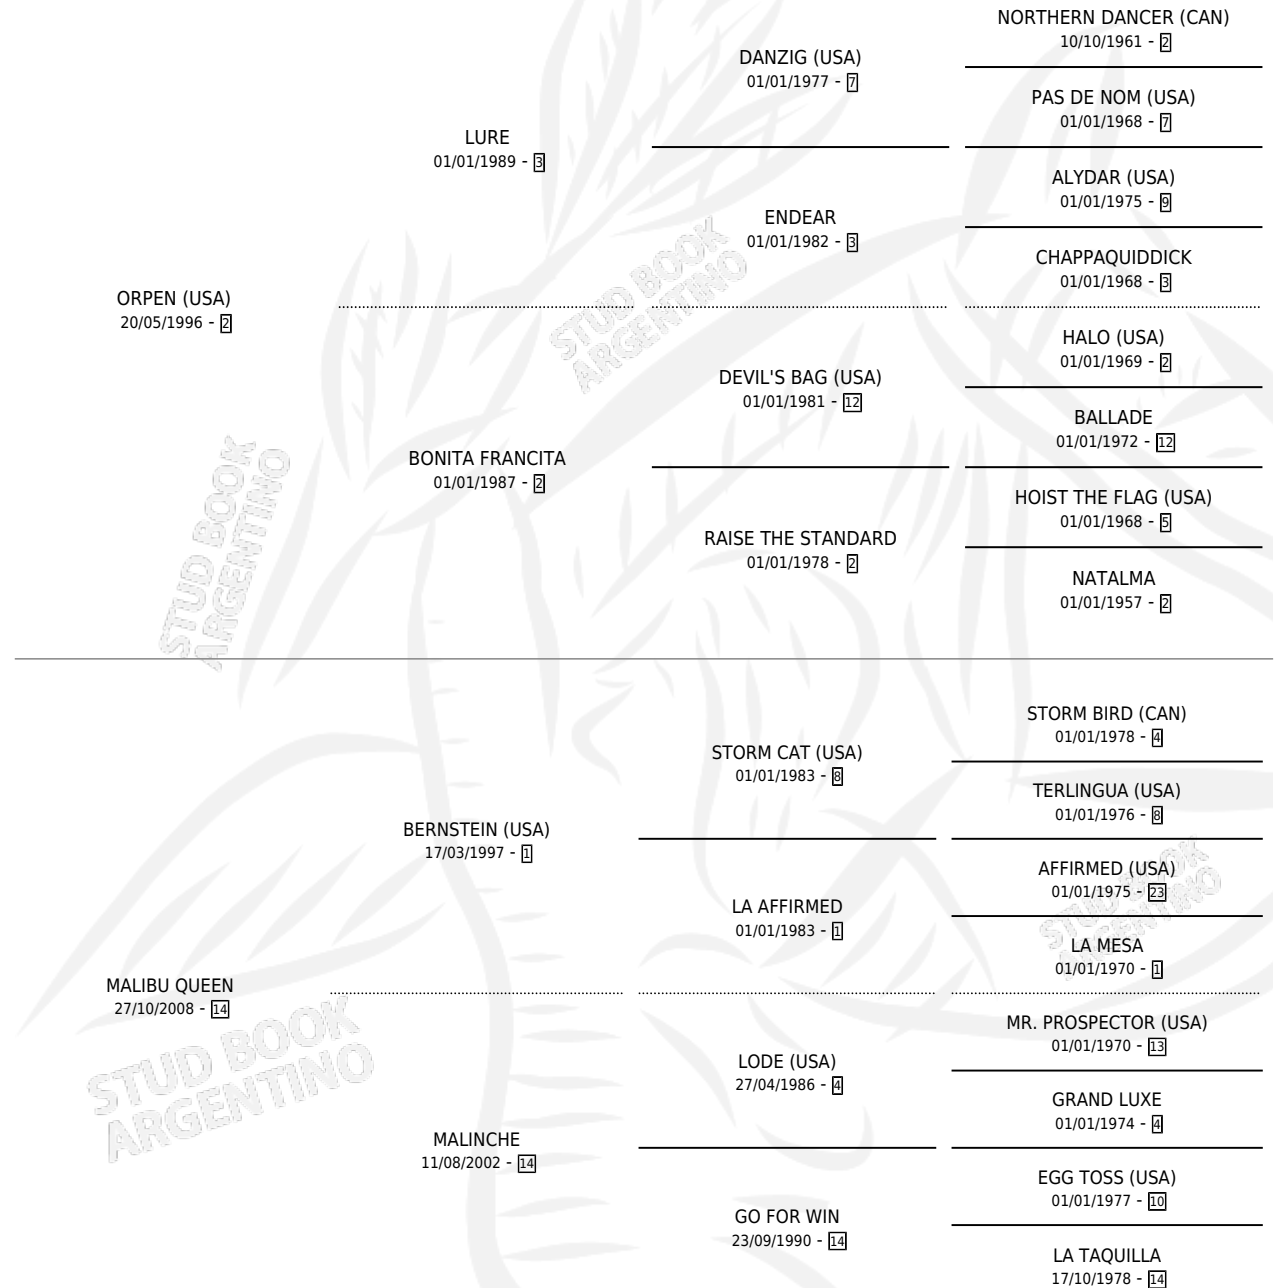 NORTHERN DANCER (CAN)
10/10/1961 - 2
DANZIG (USA)
01/01/1977 - 7
PAS DE NOM (USA)
01/01/1968 - 7
LURE
01/01/1989 - 3
ALYDAR (USA)
01/01/1975 - 9
ENDEAR
01/01/1982 - 3
CHAPPAQUIDDICK
01/01/1968 - 3
ORPEN (USA)
20/05/1996 - 2
STUD BOOK
ARGENTINO
HALO (USA)
01/01/1969 - 2
DEVIL'S BAG (USA)
01/01/1981 - 12
BALLADE
01/01/1972 - 12
BONITA FRANCITA
01/01/1987 - 2
HOIST THE FLAG (USA)
01/01/1968 - 5
RAISE THE STANDARD
01/01/1978 - 2
NATALMA
01/01/1957 - 2
STUD BOOK
ARGENTINO
STORM BIRD (CAN)
01/01/1978 - 4
STORM CAT (USA)
01/01/1983 - 8
TERLINGUA (USA)
01/01/1976 - 8
BERNSTEIN (USA)
17/03/1997 - 1
AFFIRMED (USA)
01/01/1975 - 23
LA AFFIRMED
01/01/1983 - 1
STUD BOOK
ARGENTINO
LA MESA
01/01/1970 - 1
MALIBU QUEEN
27/10/2008 - 14
STUD BOOK
ARGENTINO
MR. PROSPECTOR (USA)
01/01/1970 - 13
LODE (USA)
27/04/1986 - 4
GRAND LUXE
01/01/1974 - 4
MALINCHE
11/08/2002 - 14
EGG TOSS (USA)
01/01/1977 - 10
GO FOR WIN
23/09/1990 - 14
LA TAQUILLA
17/10/1978 - 14